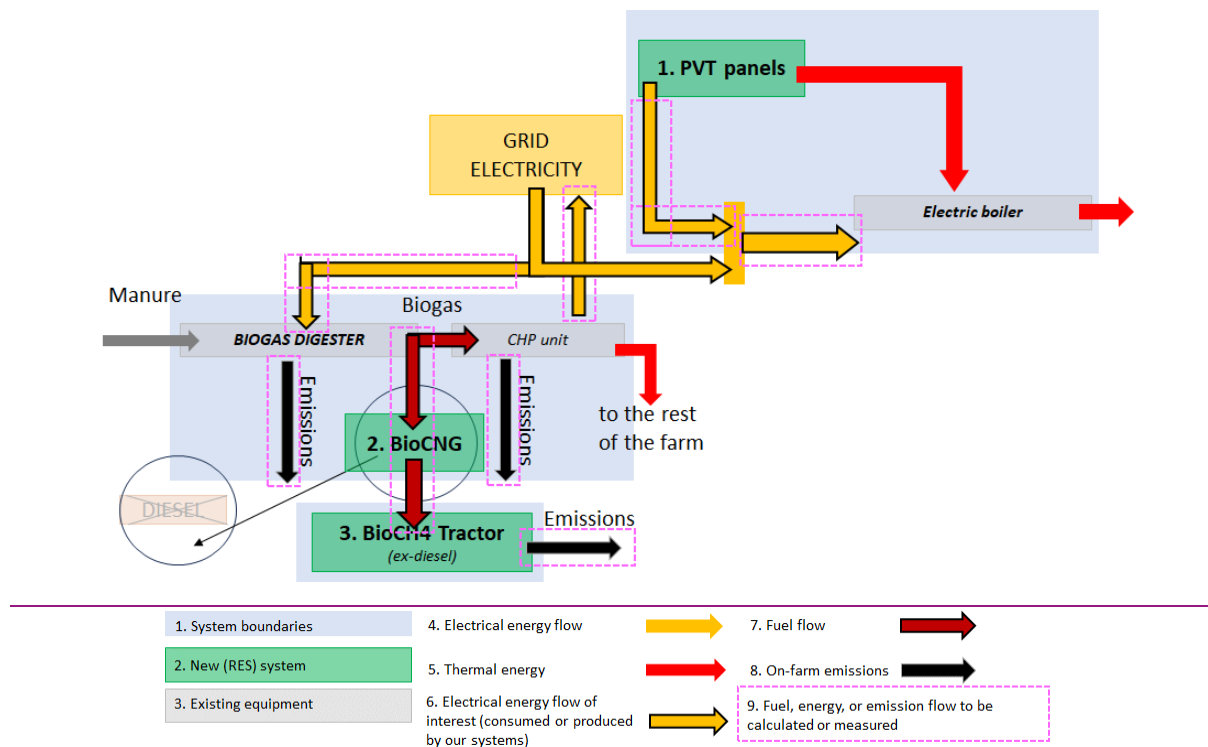 1. PVT panels
GRID
ELECTRICITY
Electric boiler
Manure
Biogas
BIOGAS DIGESTER
CHP unit
Emissions
Emissions
to the rest
of the farm
2. BioCNG
DIESEL
3. BioCH4 Tractor
(ex-diesel)
Emissions
1. System boundaries
2. New (RES) system
3. Existing equipment
4. Electrical energy flow
5. Thermal energy
6. Electrical energy flow of
interest (consumed or produced
by our systems)
7. Fuel flow
8. On-farm emissions
9. Fuel, energy, or emission flow to be
calculated or measured